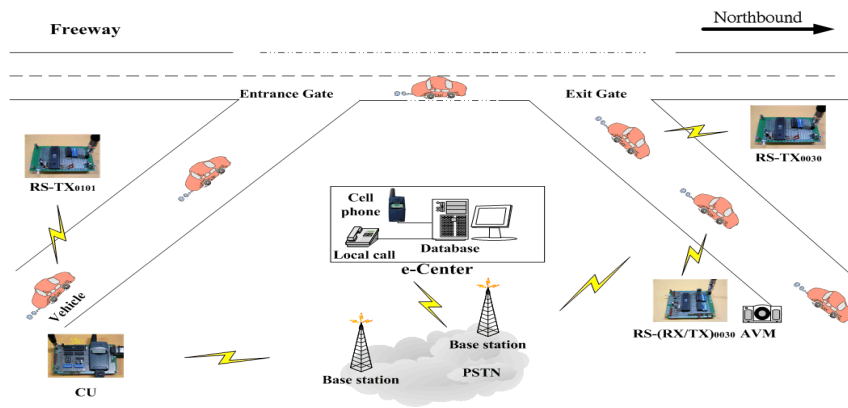 Freeway
Northbound
Entrance Gate
Exit Gate
RS-TX0101
RS-TX0030
Cell
phone
Local call
Database
e-Center
Vehicle
CU
Base station
Base station
PSTN
RS-(RX/TX)0030
AVM